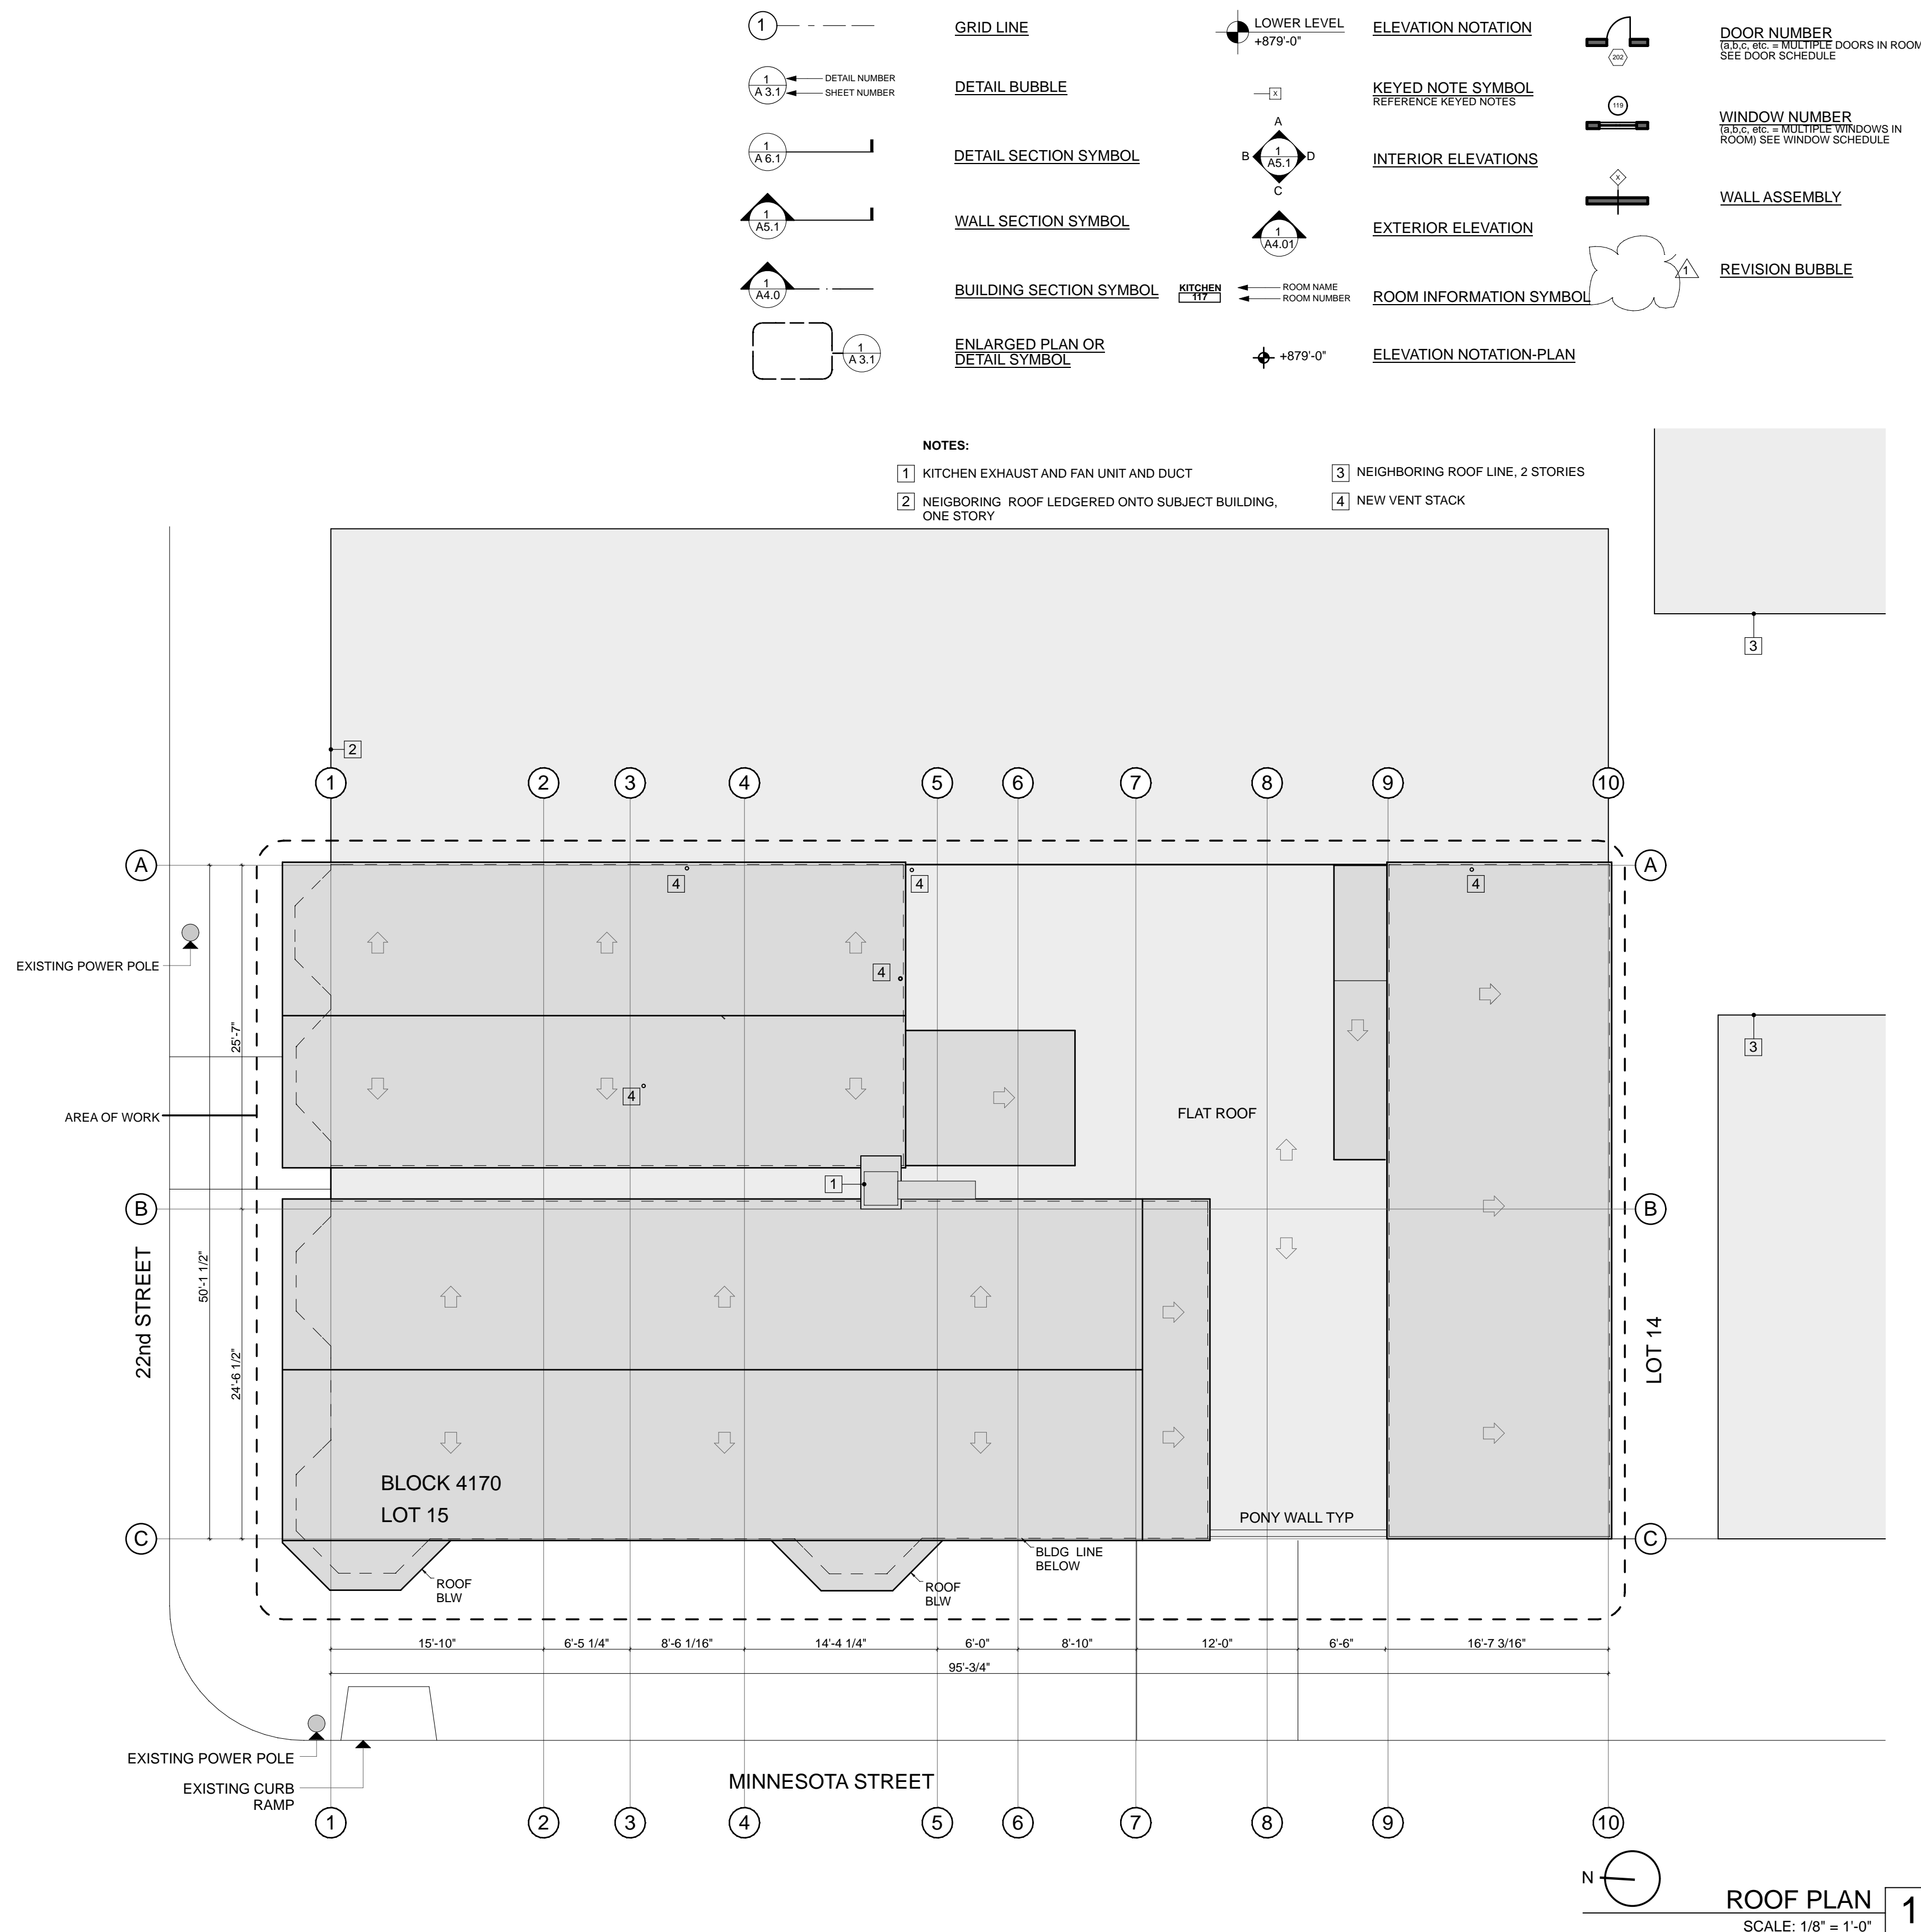 1
GRID LINE
LOWER LEVEL
+879'-0"
ELEVATION NOTATION
202
DOOR NUMBER
(a,b,c, etc. = MULTIPLE DOORS IN ROOM
SEE DOOR SCHEDULE
1
A 3.1
DETAIL NUMBER
SHEET NUMBER
DETAIL BUBBLE
X
KEYED NOTE SYMBOL
REFERENCE KEYED NOTES
119
WINDOW NUMBER
(a,b,c, etc. = MULTIPLE WINDOWS IN
ROOM) SEE WINDOW SCHEDULE
1
A 6.1
DETAIL SECTION SYMBOL
A
B
1
A5.1
D
C
INTERIOR ELEVATIONS
X
WALL ASSEMBLY
1
A5.1
WALL SECTION SYMBOL
1
A4.01
EXTERIOR ELEVATION
1
REVISION BUBBLE
1
A4.0
BUILDING SECTION SYMBOL
KITCHEN
117
ROOM NAME
ROOM NUMBER
ROOM INFORMATION SYMBOL
1
A 3.1
ENLARGED PLAN OR
DETAIL SYMBOL
+879'-0"
ELEVATION NOTATION-PLAN
NOTES:
1 KITCHEN EXHAUST AND FAN UNIT AND DUCT
2 NEIGBORING ROOF LEDGERED ONTO SUBJECT BUILDING,
ONE STORY
3 NEIGHBORING ROOF LINE, 2 STORIES
4 NEW VENT STACK
3
2
1 2 3 4 5 6 7 8 9 10
A
A
4
4
4
EXISTING POWER POLE
4
25'-7"
3
4
AREA OF WORK
FLAT ROOF
1
B
B
22nd STREET
50'-1 1/2"
24'-6 1/2"
LOT 14
BLOCK 4170
LOT 15
PONY WALL TYP
C
C
BLDG LINE
BELOW
ROOF
BLW
ROOF
BLW
15'-10" 6'-5 1/4" 8'-6 1/16" 14'-4 1/4" 6'-0" 8'-10" 12'-0" 6'-6" 16'-7 3/16"
95'-3/4"
EXISTING POWER POLE
EXISTING CURB
RAMP
MINNESOTA STREET
1 2 3 4 5 6 7 8 9 10
N
ROOF PLAN
1
SCALE: 1/8" = 1'-0"